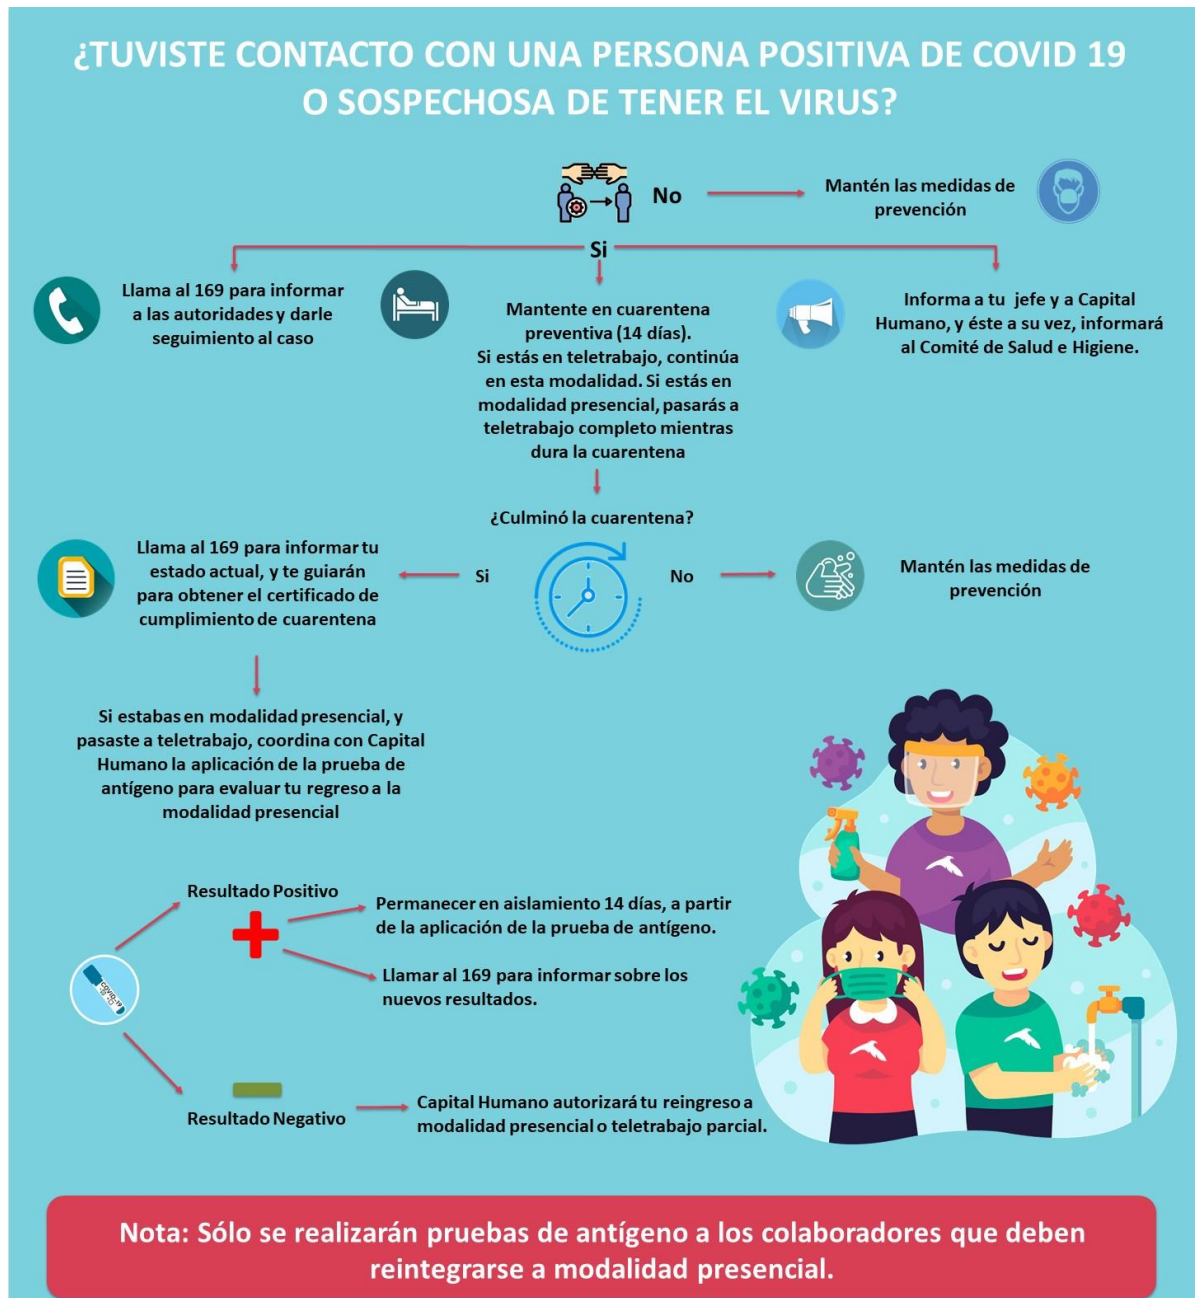 ¿TUVISTE CONTACTO CON UNA PERSONA POSITIVA DE COVID 19
O SOSPECHOSA DE TENER EL VIRUS?
No
Mantén las medidas de
prevención
Si
Llama al 169 para informar
a las autoridades y darle
seguimiento al caso
Mantente en cuarentena
preventiva (14 días).
Si estás en teletrabajo, continúa
en esta modalidad. Si estás en
modalidad presencial, pasarás a
teletrabajo completo mientras
dura la cuarentena
Informa a tu jefe y a Capital
Humano, y éste a su vez, informará
al Comité de Salud e Higiene.
¿Culminó la cuarentena?
Si
No
Llama al 169 para informar tu
estado actual, y te guiarán
para obtener el certificado de
cumplimiento de cuarentena
Mantén las medidas de
prevención
Si estabas en modalidad presencial, y
pasaste a teletrabajo, coordina con Capital
Humano la aplicación de la prueba de
antígeno para evaluar tu regreso a la
modalidad presencial
COVID-19
Resultado Positivo
Permanecer en aislamiento 14 días, a partir
de la aplicación de la prueba de antígeno.
Llamar al 169 para informar sobre los
nuevos resultados.
Resultado Negativo
Capital Humano autorizará tu reingreso a
modalidad presencial o teletrabajo parcial.
Nota: Sólo se realizarán pruebas de antígeno a los colaboradores que deben
reintegrarse a modalidad presencial.